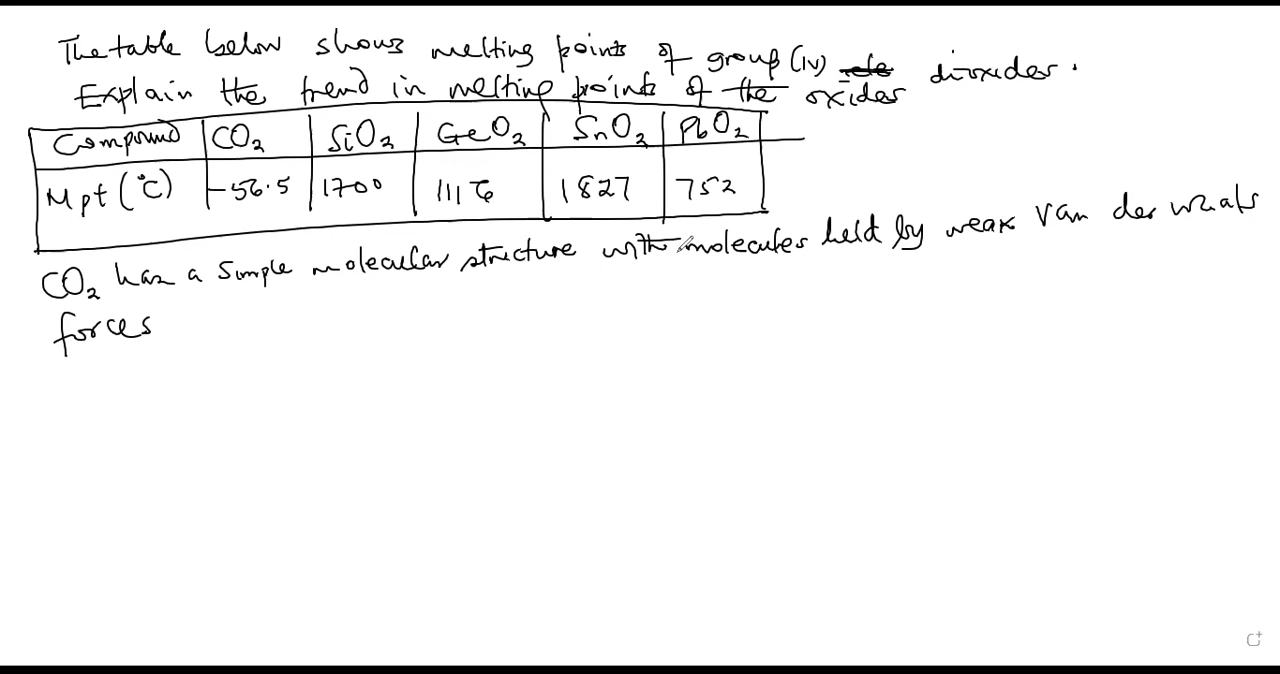 The table below shows melting points of group (iv) dioxides.
Explain the trend in melting points of the oxides
Compound CO₂ SiO₂ GeO₂ SnO₂ PbO₂
Mpt (°C) -56.5 1700 1116 1827 752
CO₂ has a simple molecular structure with molecules held by weak van der waals
forces